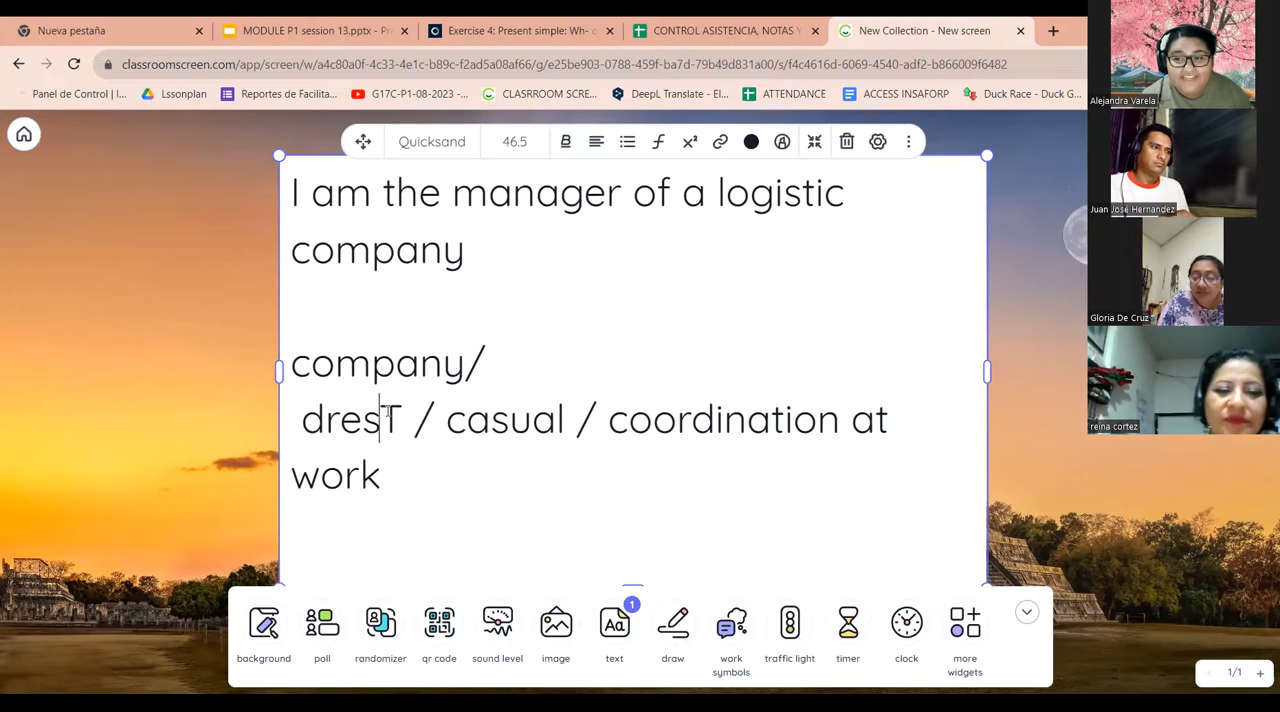 Nueva pestaña
MODULE P1 session 13.pptx - Pr
Exercise 4: Present simple: Wh- q
CONTROL ASISTENCIA, NOTAS Y
New Collection - New screen
classroomscreen.com/app/screen/w/a4c80a0f-4c33-4e1c-b89c-f2ad5a08af66/g/e25be903-0788-459f-ba7d-79b49d831a00/s/f4c4616d-6069-4540-adf2-b866009f6482
Panel de Control | I...
Lssonplan
Reportes de Facilita...
G17C-P1-08-2023 -...
CLASSROOM SCRE...
DeepL Translate - El...
ATTENDANCE
ACCESS INSAFORP
Duck Race - Duck G...
Quicksand
46.5
I am the manager of a logistic
company
company/
dresT / casual / coordination at
work
Alejandra Varela
Juan José Hernandez
Gloria De Cruz
reina cortez
1
background
poll
randomizer
qr code
sound level
image
text
draw
work
symbols
traffic light
timer
clock
more
widgets
1/1